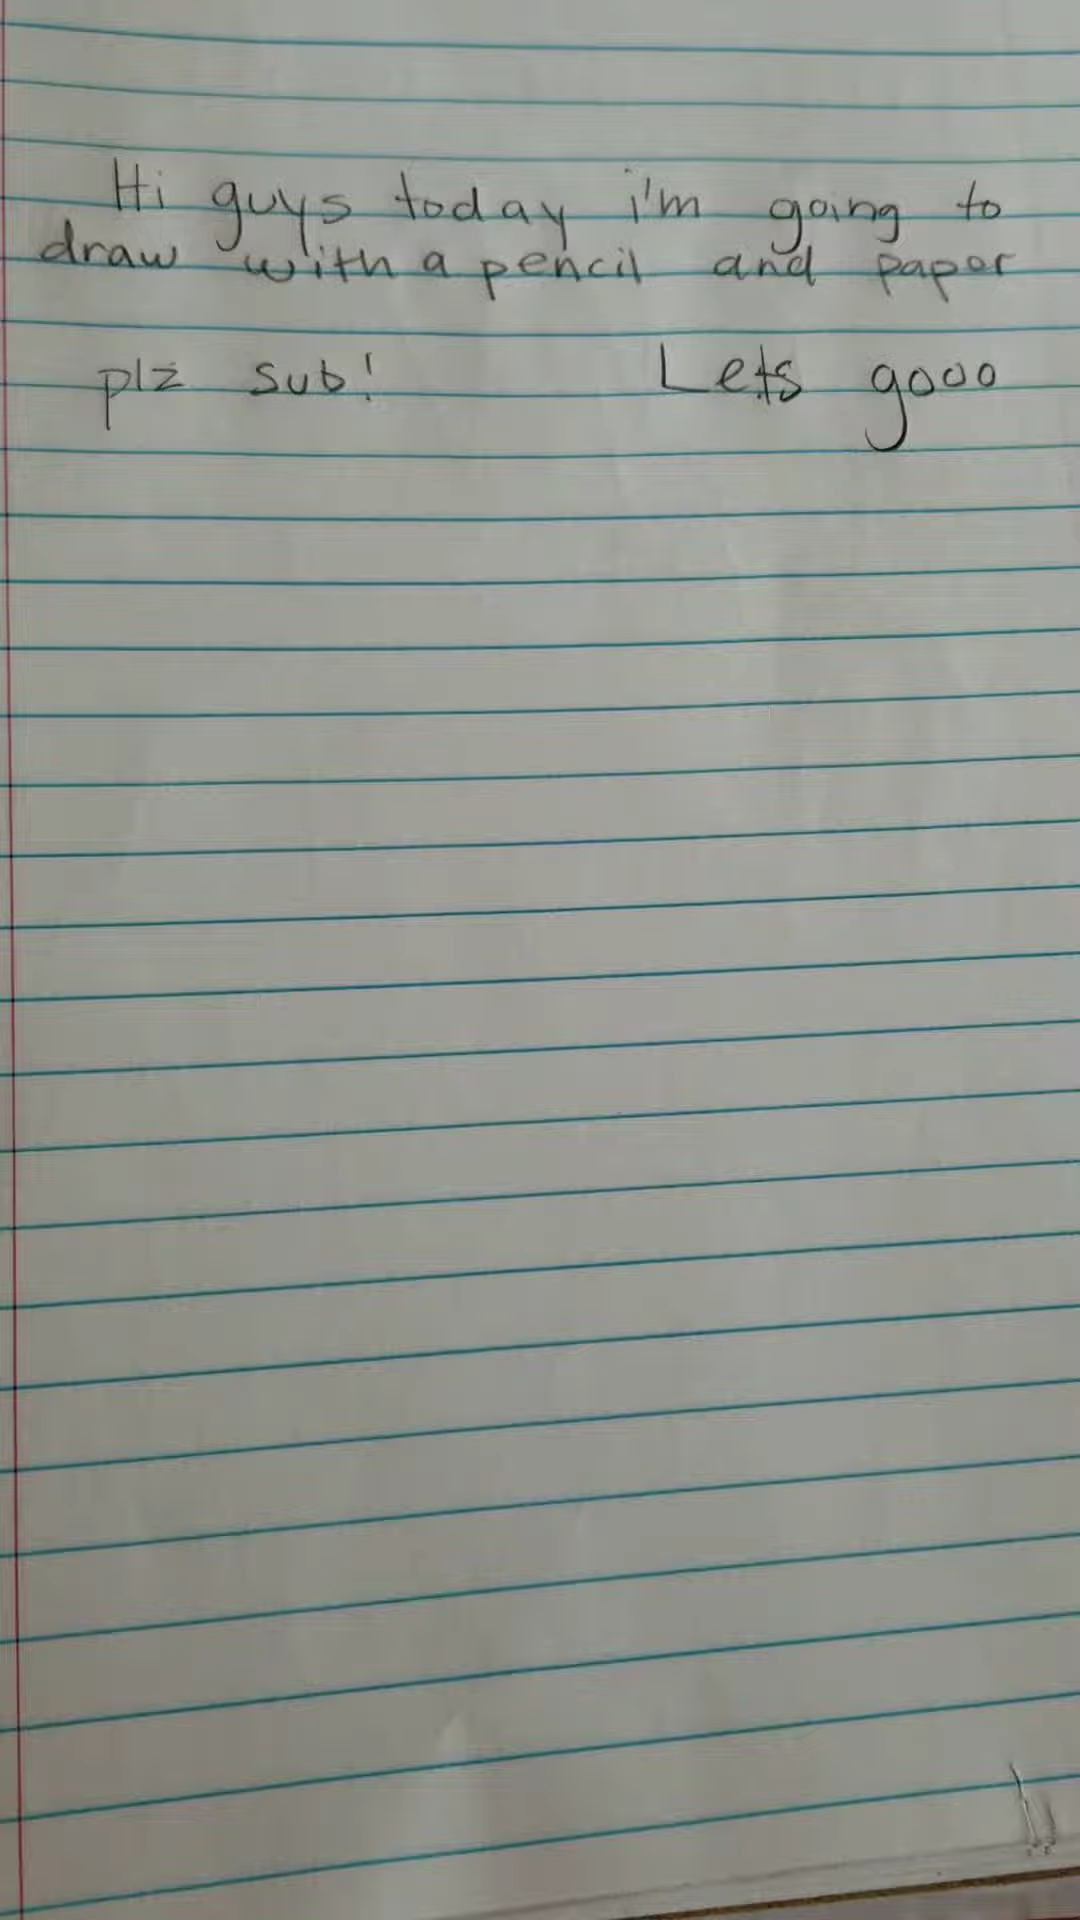 Hi guys today i'm going to
draw with a pencil and paper
plz sub! Lets gooo